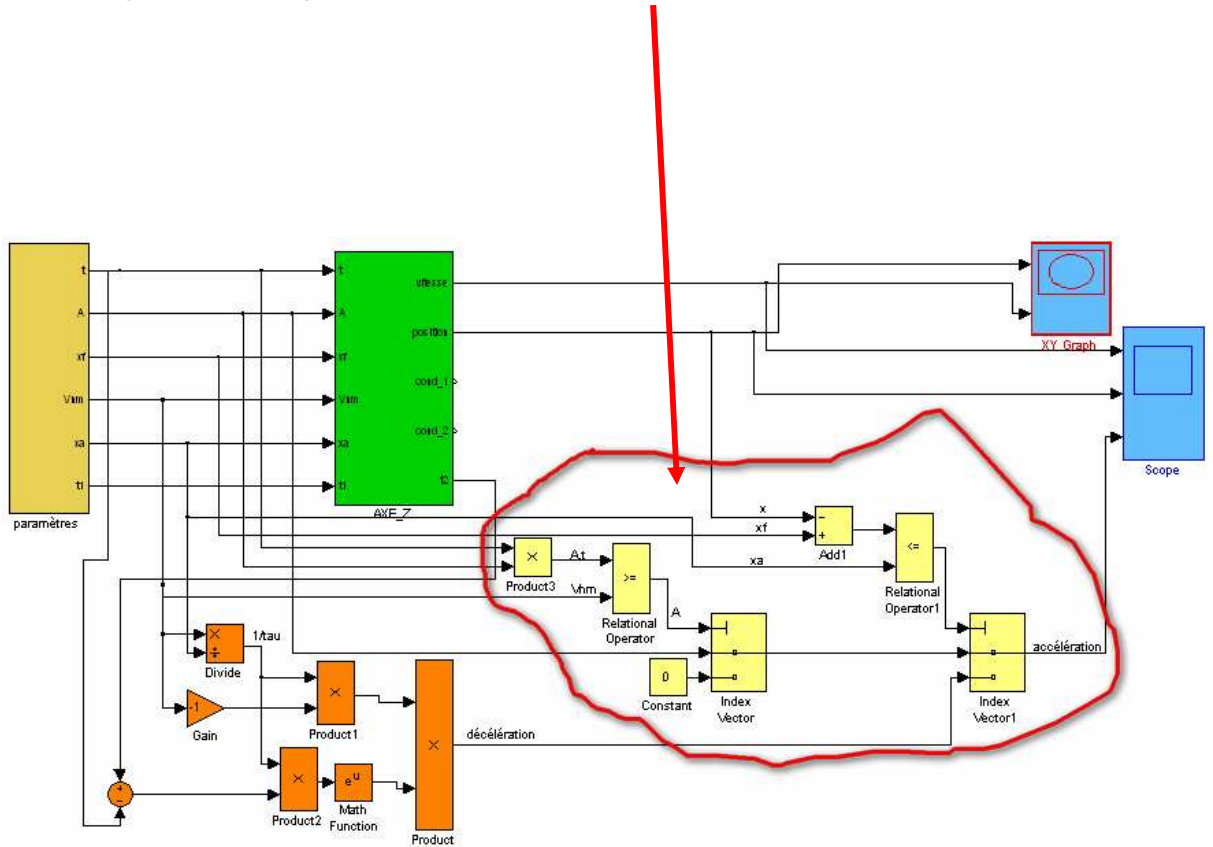 t
A
xf
Vhm
xa
t1
paramètres
t
A
xf
Vhm
xa
t1
vitesse
position
cond_1
cond_2
t2
AXE_Z
XY Graph
Scope
x
xf
xa
-
+
Add1
<=
Relational
Operator1
×
Product3
A.t
Vhm
>=
Relational
Operator
A
0
Constant
Index
Vector
accélération
Index
Vector1
×
÷
Divide
1/tau
-1
Gain
×
Product1
×
Product2
e^u
Math
Function
×
Product
décélération
+
-